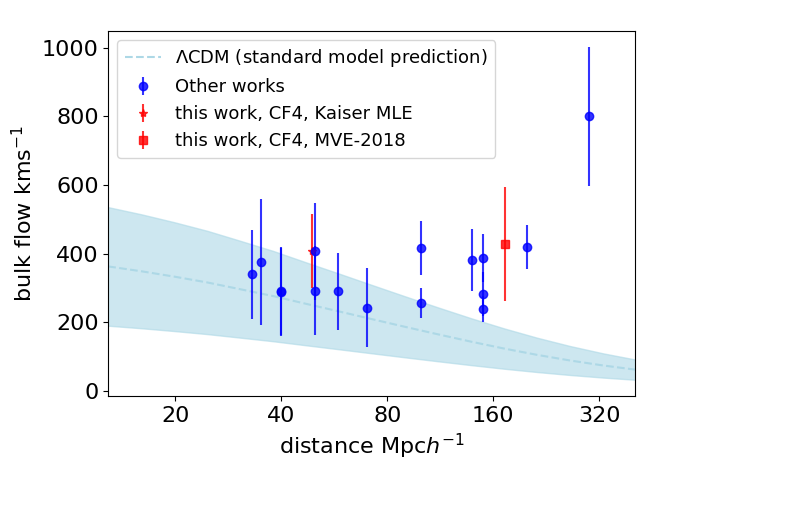 ΛCDM (standard model prediction)
Other works
this work, CF4, Kaiser MLE
this work, CF4, MVE-2018
1000
800
600
400
200
0
bulk flow kms⁻¹
20 40 80 160 320
distance Mpch⁻¹